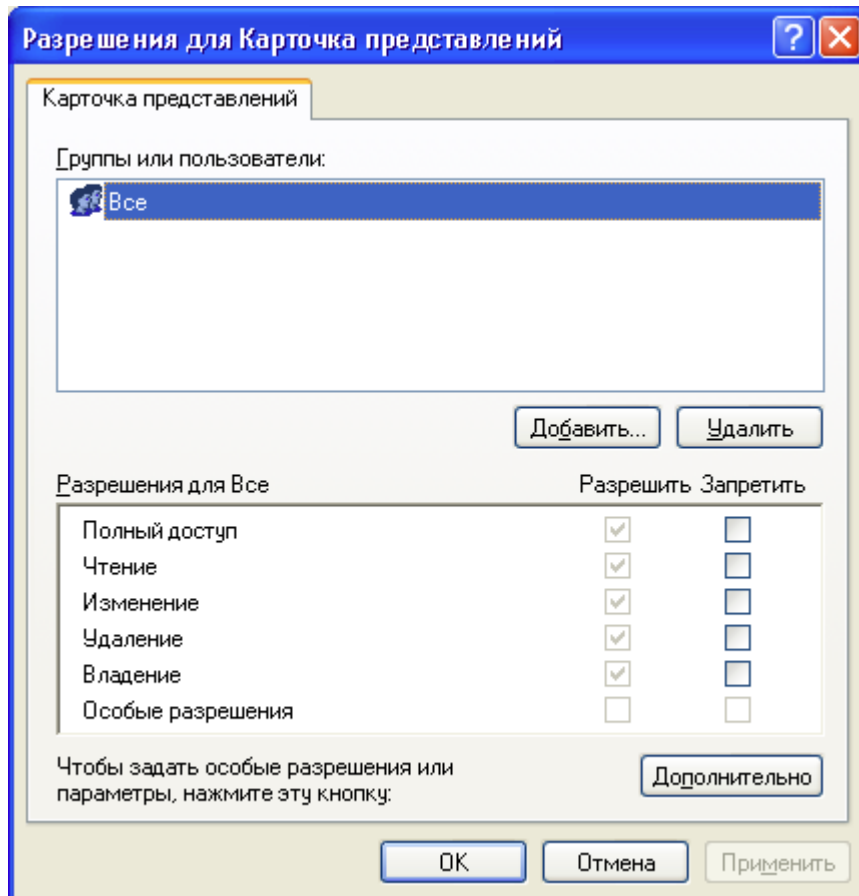 Разрешения для Карточка представлений
Карточка представлений
Группы или пользователи:
Все
Добавить...
Удалить
Разрешения для Все
Разрешить Запретить
Полный доступ
Чтение
Изменение
Удаление
Владение
Особые разрешения
Чтобы задать особые разрешения или
параметры, нажмите эту кнопку:
Дополнительно
OK
Отмена
Применить